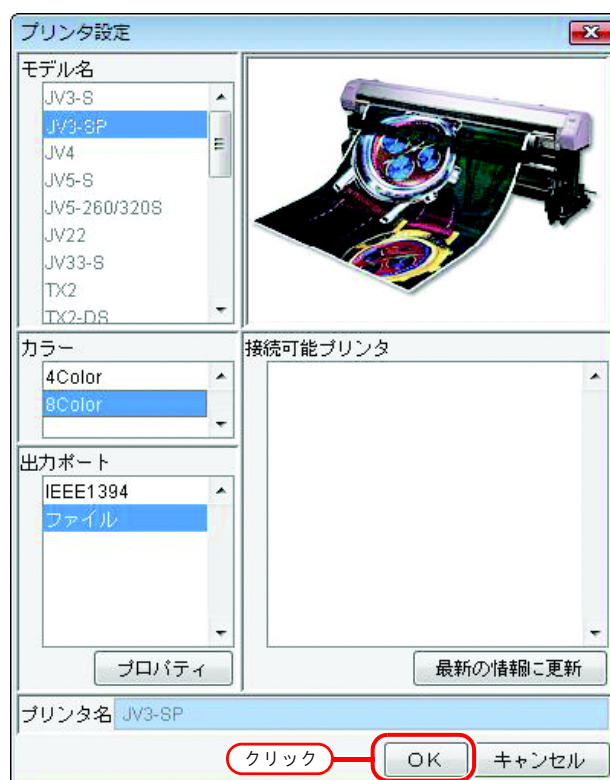 プリンタ設定
モデル名
JV3-S
JV3-SP
JV4
JV5-S
JV5-260/320S
JV22
JV33-S
TX2
TX2-DS
カラー
4Color
8Color
接続可能プリンタ
出力ポート
IEEE1394
ファイル
プロパティ
最新の情報に更新
プリンタ名 JV3-SP
クリック
OK
キャンセル